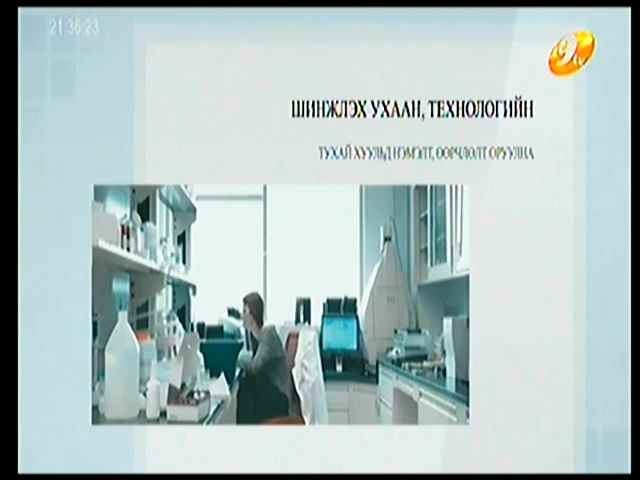 21:36:23
ШИНЖЛЭХ УХААН, ТЕХНОЛОГИЙН
ТУХАЙ ХУУЛЬД НЭМЭЛТ, ӨӨРЧЛӨЛТ ОРУУЛНА